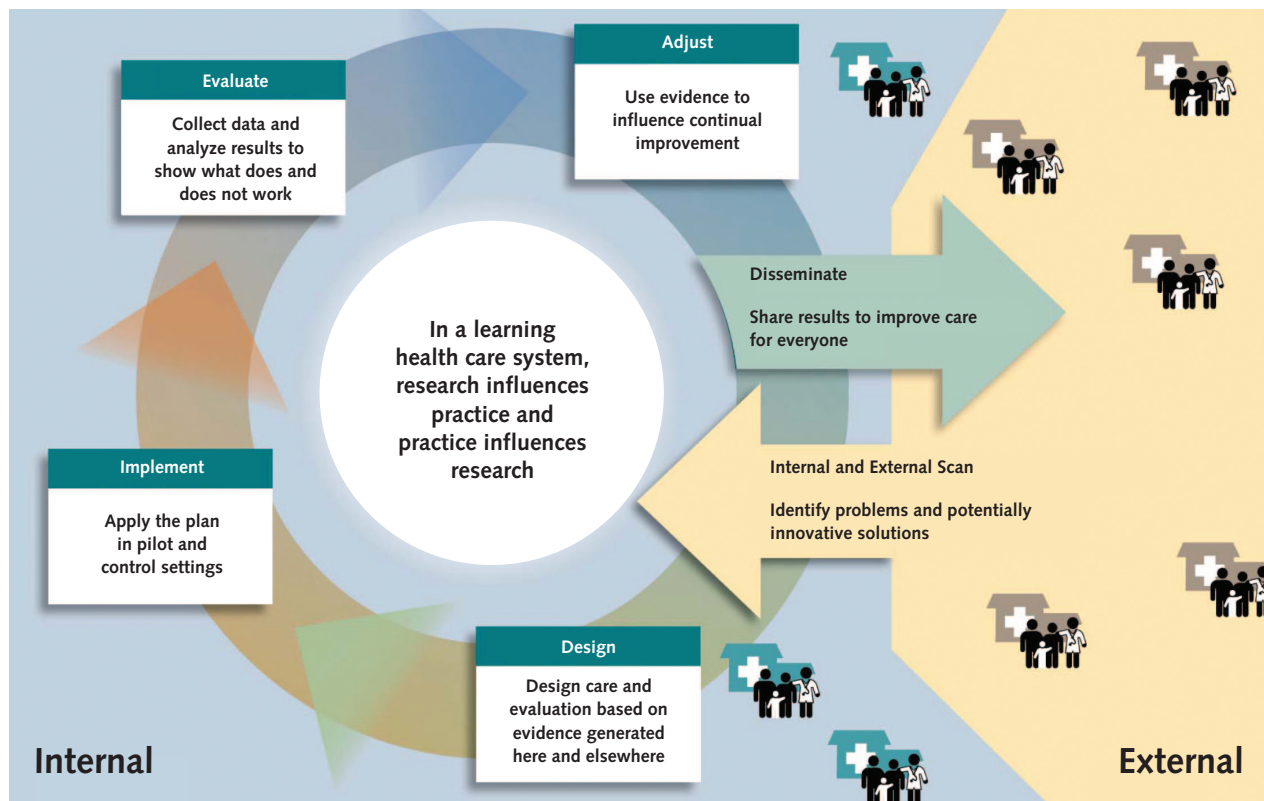 Adjust
Use evidence to
influence continual
improvement
Evaluate
Collect data and
analyze results to
show what does and
does not work
Disseminate
Share results to improve care
for everyone
In a learning
health care system,
research influences
practice and
practice influences
research
Internal and External Scan
Identify problems and potentially
innovative solutions
Implement
Apply the plan
in pilot and
control settings
Design
Design care and
evaluation based on
evidence generated
here and elsewhere
Internal
External